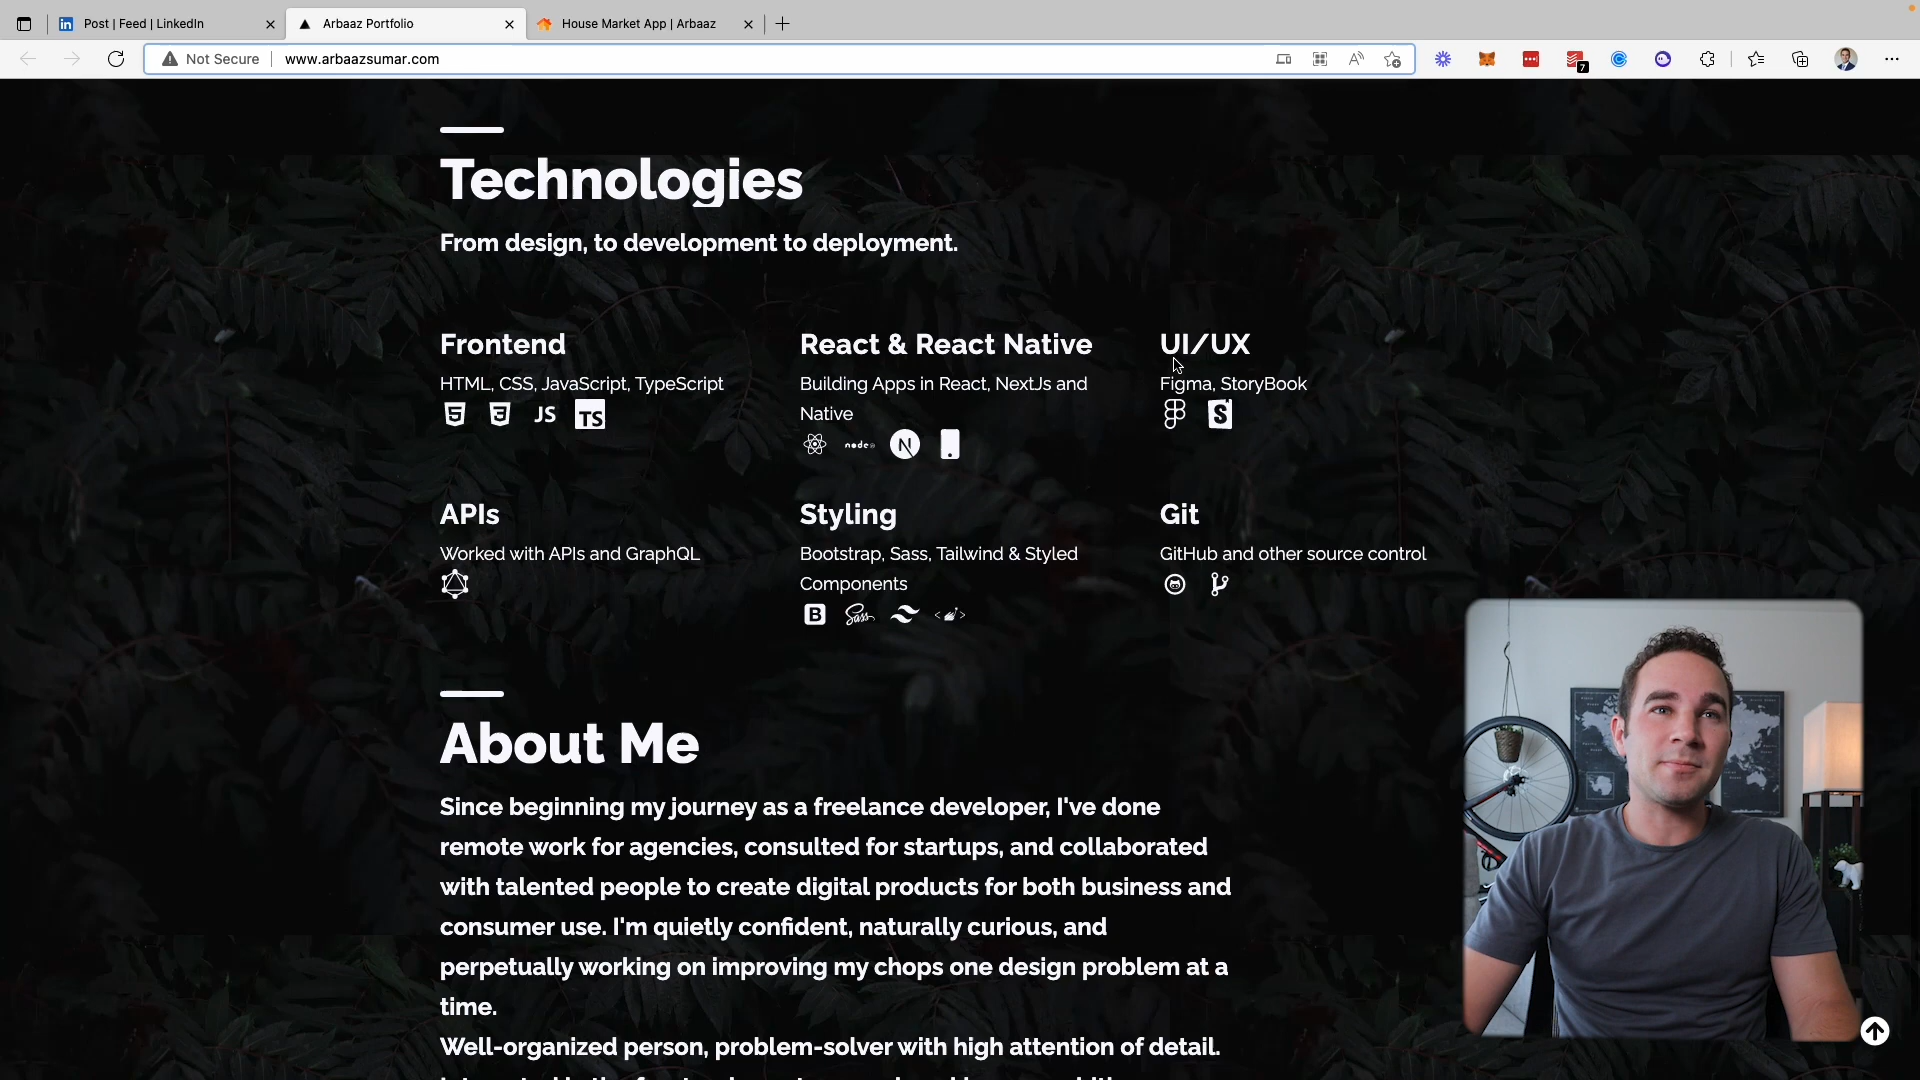 Post | Feed | LinkedIn
Arbaaz Portfolio
House Market App | Arbaaz
Not Secure
www.arbaazsumar.com
7
Technologies
From design, to development to deployment.
Frontend
HTML, CSS, JavaScript, TypeScript
JS TS
React & React Native
Building Apps in React, NextJs and
Native
node
N
UI/UX
Figma, StoryBook
S
APIs
Worked with APIs and GraphQL
Styling
Bootstrap, Sass, Tailwind & Styled
Components
B Sass
Git
GitHub and other source control
About Me
Since beginning my journey as a freelance developer, I've done
remote work for agencies, consulted for startups, and collaborated
with talented people to create digital products for both business and
consumer use. I'm quietly confident, naturally curious, and
perpetually working on improving my chops one design problem at a
time.
Well-organized person, problem-solver with high attention of detail.